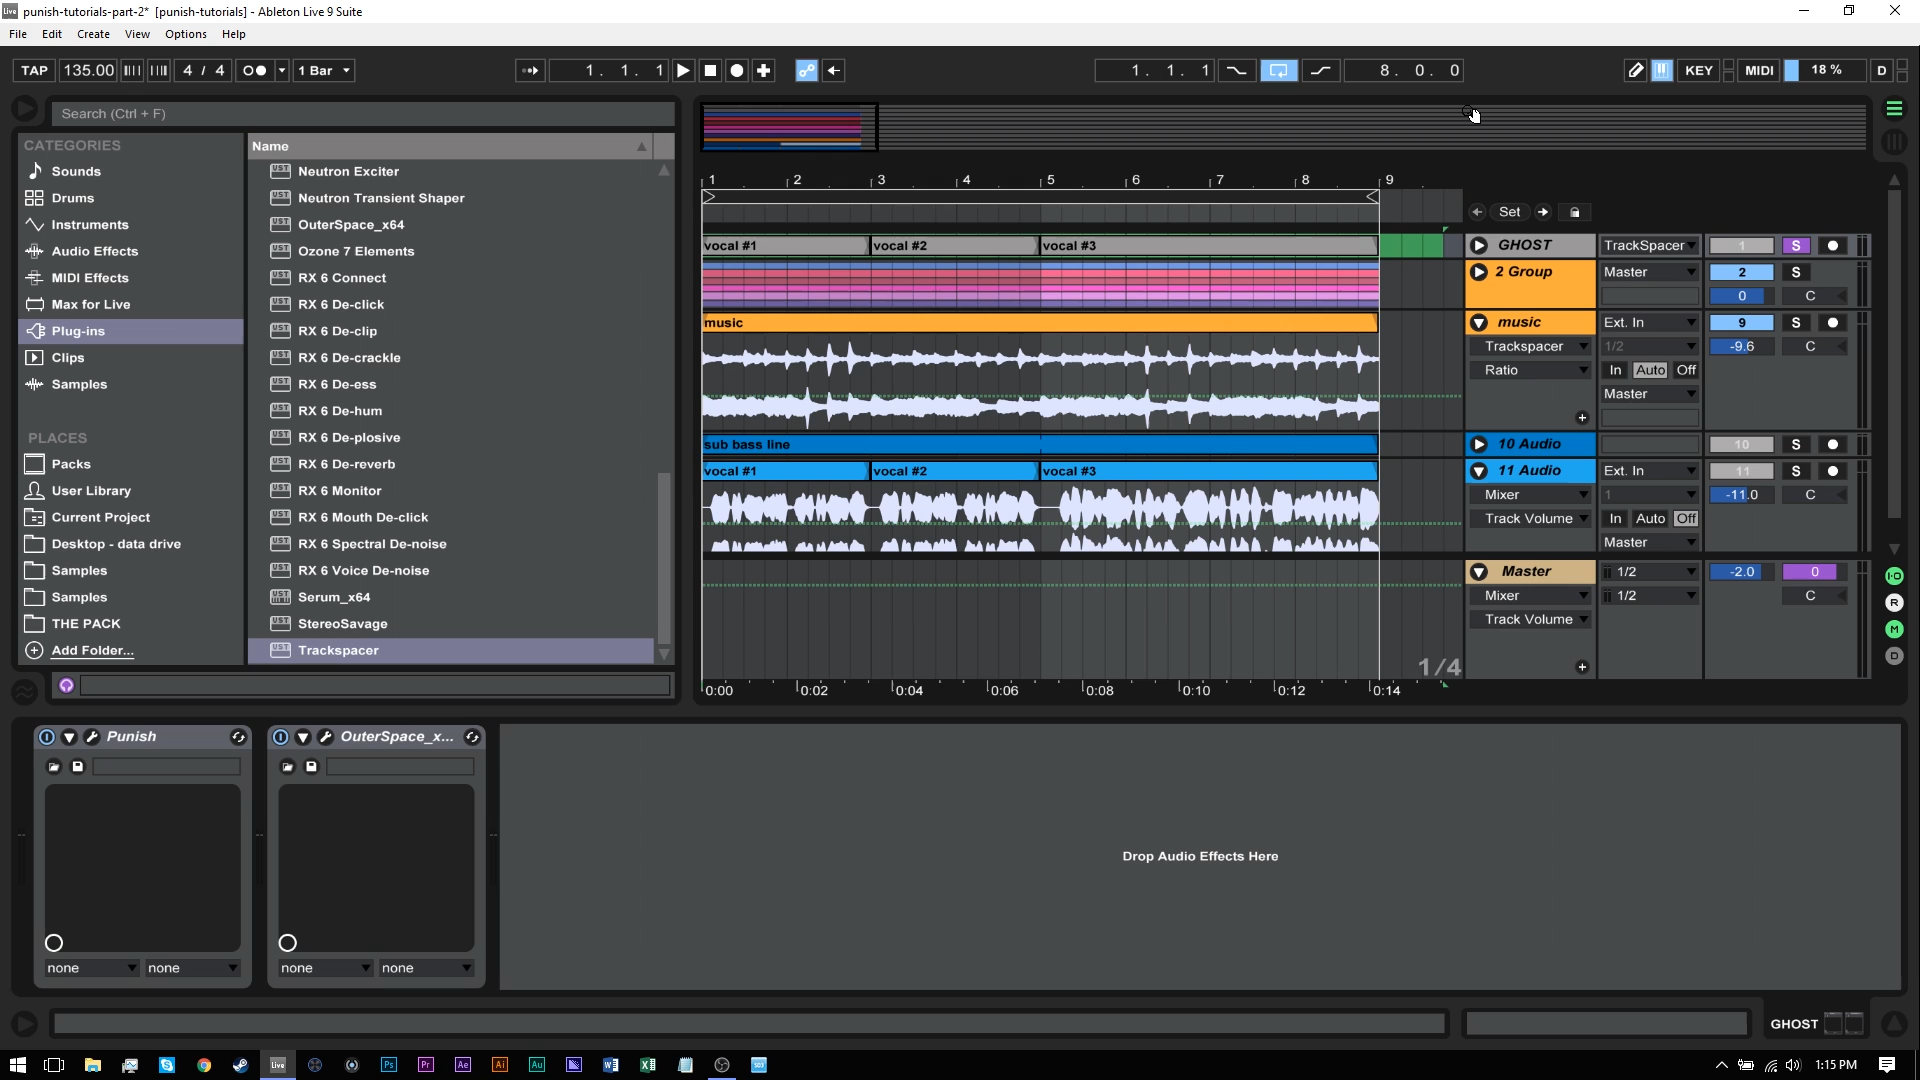 Live punish-tutorials-part-2* [punish-tutorials] - Ableton Live 9 Suite
File Edit Create View Options Help
TAP 135.00 4 / 4 1 Bar 1. 1. 1 1. 1. 1 8. 0. 0 KEY MIDI 18 % D
Search (Ctrl + F)
CATEGORIES
Sounds
Drums
Instruments
Audio Effects
MIDI Effects
Max for Live
Plug-ins
Clips
Samples
PLACES
Packs
User Library
Current Project
Desktop - data drive
Samples
Samples
THE PACK
Add Folder...
Name
Neutron Exciter
Neutron Transient Shaper
OuterSpace_x64
Ozone 7 Elements
RX 6 Connect
RX 6 De-click
RX 6 De-clip
RX 6 De-crackle
RX 6 De-ess
RX 6 De-hum
RX 6 De-plosive
RX 6 De-reverb
RX 6 Monitor
RX 6 Mouth De-click
RX 6 Spectral De-noise
RX 6 Voice De-noise
Serum_x64
StereoSavage
Trackspacer
1 2 3 4 5 6 7 8 9
Set
vocal #1 vocal #2 vocal #3 GHOST TrackSpacer 1 S
2 Group Master 2 S
0 C
music music Ext. In 9 S
Trackspacer 1/2 -9.6 C
Ratio In Auto Off
Master
sub bass line 10 Audio 10 S
vocal #1 vocal #2 vocal #3 11 Audio Ext. In 11 S
Mixer 1 -11.0 C
Track Volume In Auto Off
Master
Master 1/2 -2.0 0
Mixer 1/2 C
Track Volume
1/4
0:00 0:02 0:04 0:06 0:08 0:10 0:12 0:14
I·O
R
M
D
Punish OuterSpace_x...
none none none none
Drop Audio Effects Here
GHOST
Live Ps Pr Ae Ai Au 1:15 PM